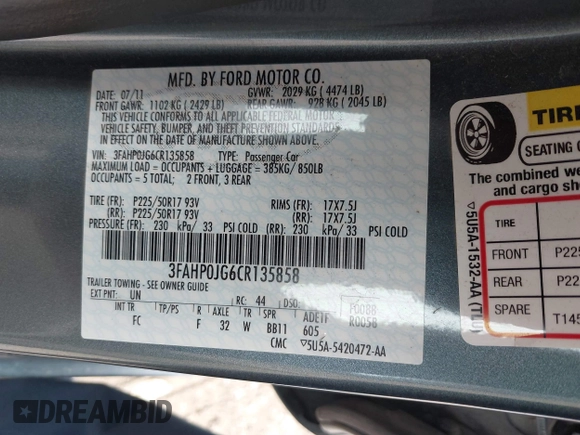 MFD. BY FORD MOTOR CO.
DATE: 07/11 GVWR: 2029 KG ( 4474 LB)
FRONT GAWR: 1102 KG ( 2429 LB) REAR GAWR: 928 KG ( 2045 LB)
THIS VEHICLE CONFORMS TO ALL APPLICABLE FEDERAL MOTOR
VEHICLE SAFETY, BUMPER, AND THEFT PREVENTION STANDARDS
IN EFFECT ON THE DATE OF MANUFACTURE SHOWN ABOVE.
VIN: 3FAHP0JG6CR135858 TYPE: Passenger Car
MAXIMUM LOAD = OCCUPANTS + LUGGAGE = 385KG/ 850LB
OCCUPANTS = 5 TOTAL; 2 FRONT, 3 REAR
TIRE (FR): P225/50R17 93V RIMS (FR): 17X7.5J
(RR): P225/50R17 93V (RR): 17X7.5J
PRESSURE (FR): 230 kPa/ 33 PSI COLD (RR): 230 kPa/ 33 PSI COLD
3FAHP0JG6CR135858
TRAILER TOWING - SEE OWNER GUIDE
EXT PNT: UN RC: 44 DSO:
INT TR TP/PS R AXLE TR SPR ADETF
FC F 32 W BB11 605
P0088
R0058
CMC ▽5U5A-5420472-AA
TIRE
SEATING
The combined we
and cargo sho
▽5U5A-1532-AA
TIRE
FRONT P225
REAR P22
SPARE T145
DREAMBID